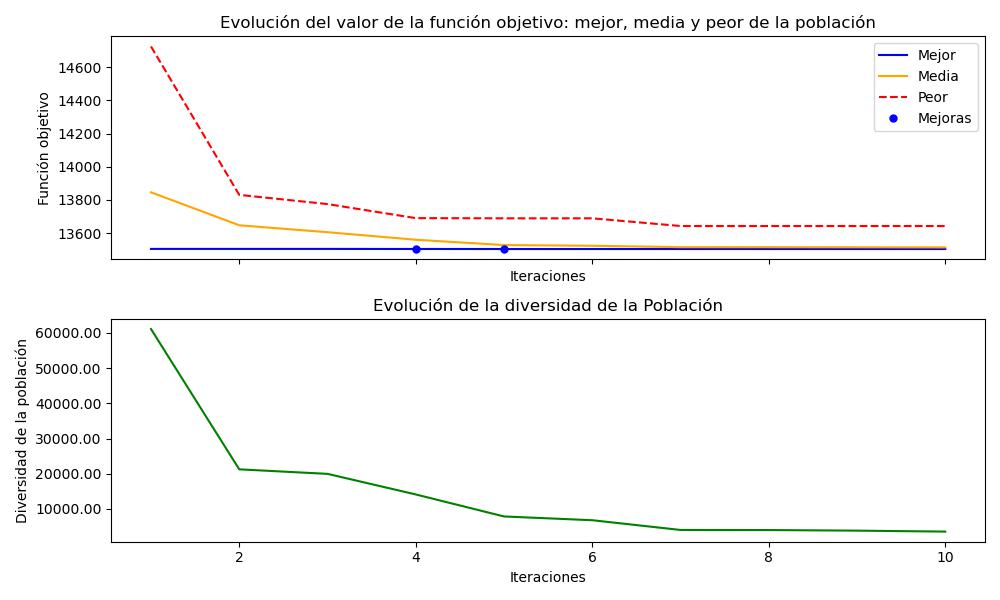 Evolución del valor de la función objetivo: mejor, media y peor de la población
Función objetivo
14600
14400
14200
14000
13800
13600
Mejor
Media
Peor
Mejoras
Iteraciones
Evolución de la diversidad de la Población
Diversidad de la población
60000.00
50000.00
40000.00
30000.00
20000.00
10000.00
2 4 6 8 10
Iteraciones